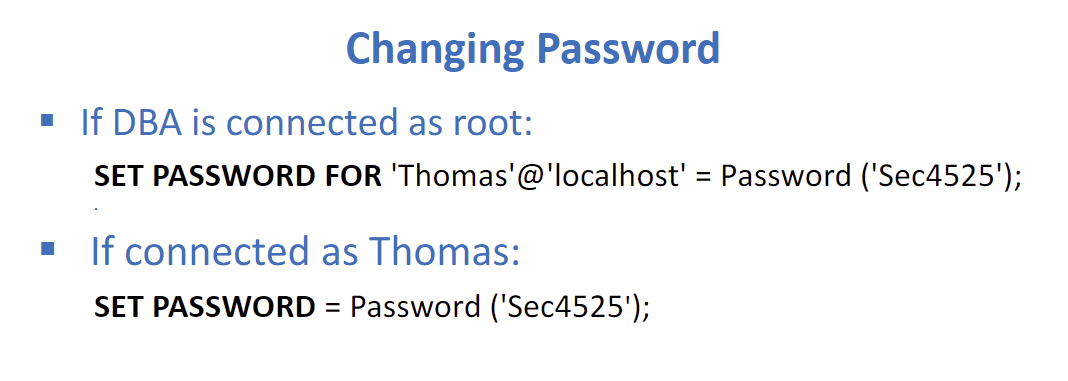 Changing Password
▪ If DBA is connected as root:
SET PASSWORD FOR 'Thomas'@'localhost' = Password ('Sec4525');
.
▪ If connected as Thomas:
SET PASSWORD = Password ('Sec4525');